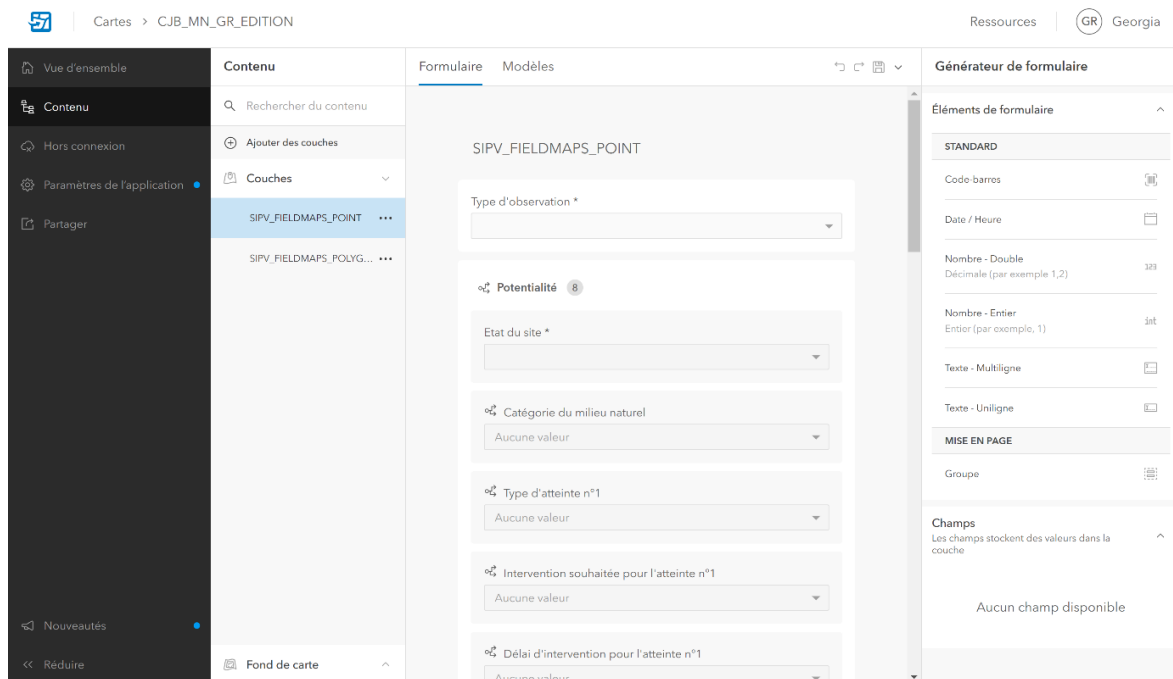 Cartes > CJB_MN_GR_EDITION
Ressources
GR
Georgia
Vue d'ensemble
Contenu
Hors connexion
Paramètres de l'application
Partager
Nouveautés
<< Réduire
Contenu
Rechercher du contenu
Ajouter des couches
Couches
SIPV_FIELDMAPS_POINT
SIPV_FIELDMAPS_POLYG...
Fond de carte
Formulaire
Modèles
SIPV_FIELDMAPS_POINT
Type d'observation *
Potentialité 8
Etat du site *
Catégorie du milieu naturel
Aucune valeur
Type d'atteinte n°1
Aucune valeur
Intervention souhaitée pour l'atteinte n°1
Aucune valeur
Délai d'intervention pour l'atteinte n°1
Aucune valeur
Générateur de formulaire
Éléments de formulaire
STANDARD
Code-barres
Date / Heure
Nombre - Double
Décimale (par exemple 1,2)
123
Nombre - Entier
Entier (par exemple, 1)
int
Texte - Multiligne
Texte - Uniligne
MISE EN PAGE
Groupe
Champs
Les champs stockent des valeurs dans la
couche
Aucun champ disponible